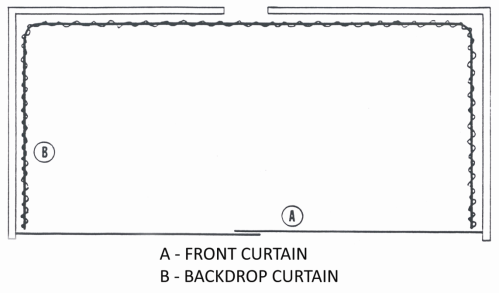 B
A
A - FRONT CURTAIN
B - BACKDROP CURTAIN